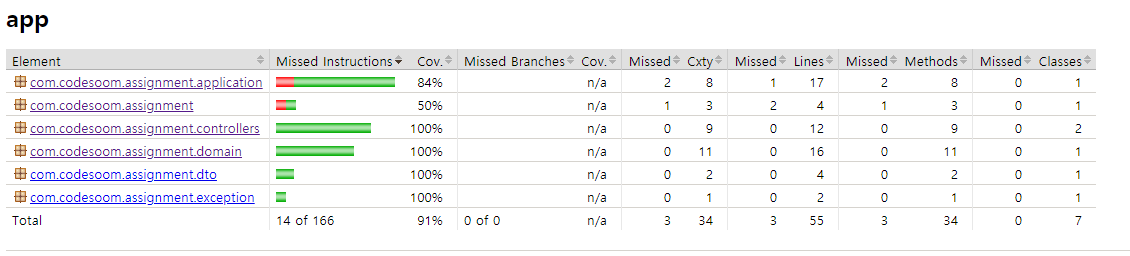 app
Element Missed Instructions Cov. Missed Branches Cov. Missed Cxty Missed Lines Missed Methods Missed Classes
com.codesoom.assignment.application 84% n/a 2 8 1 17 2 8 0 1
com.codesoom.assignment 50% n/a 1 3 2 4 1 3 0 1
com.codesoom.assignment.controllers 100% n/a 0 9 0 12 0 9 0 2
com.codesoom.assignment.domain 100% n/a 0 11 0 16 0 11 0 1
com.codesoom.assignment.dto 100% n/a 0 2 0 4 0 2 0 1
com.codesoom.assignment.exception 100% n/a 0 1 0 2 0 1 0 1
Total 14 of 166 91% 0 of 0 n/a 3 34 3 55 3 34 0 7